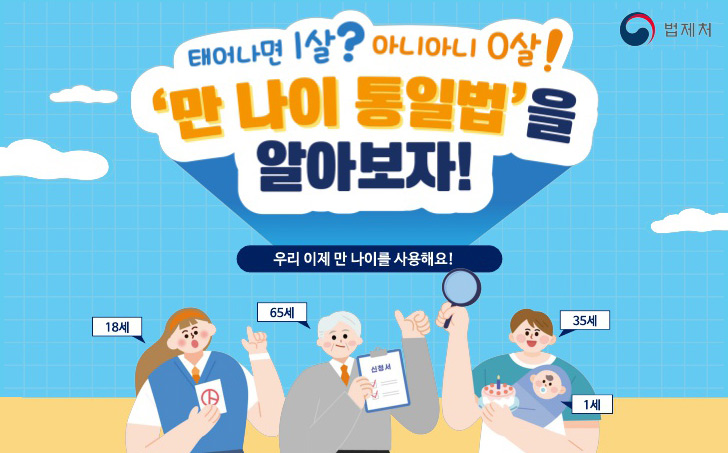 태어나면 1살? 아니아니 0살!
법제처
'만 나이 통일법'을
알아보자!
우리 이제 만 나이를 사용해요!
18세
65세
35세
신청서
1세